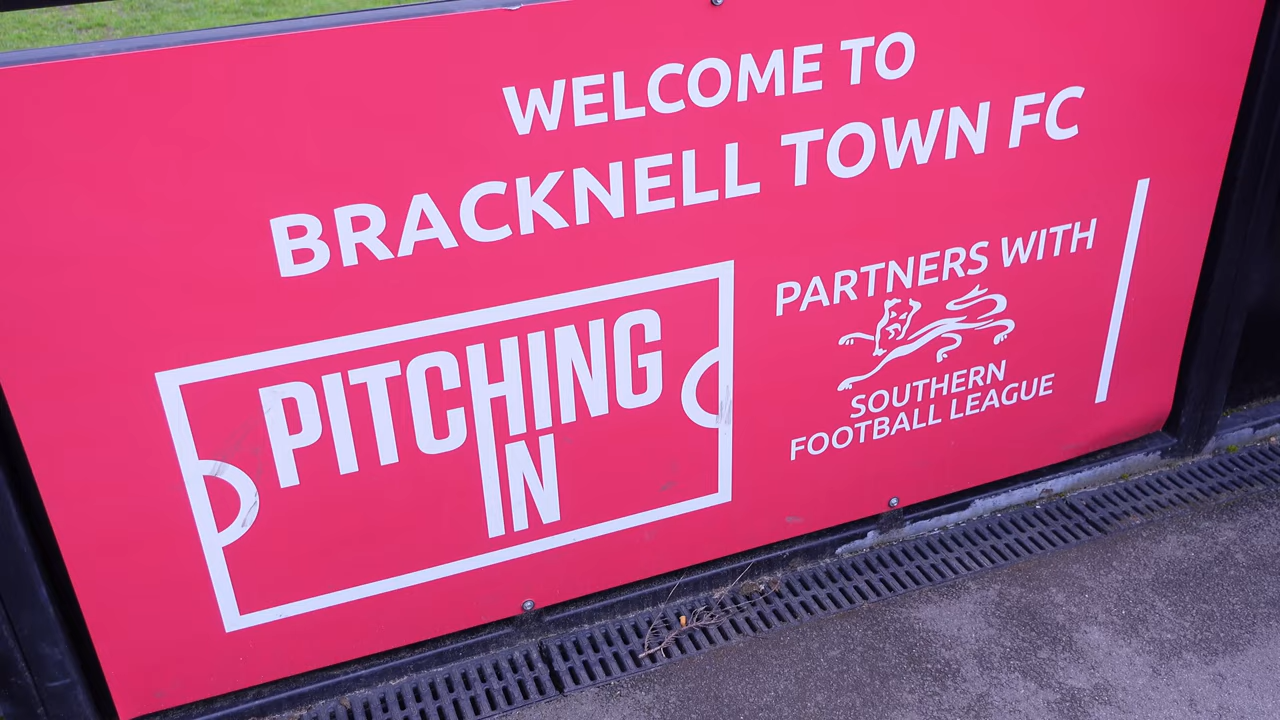 WELCOME TO
BRACKNELL TOWN FC
PITCHING
IN
PARTNERS WITH
SOUTHERN
FOOTBALL LEAGUE